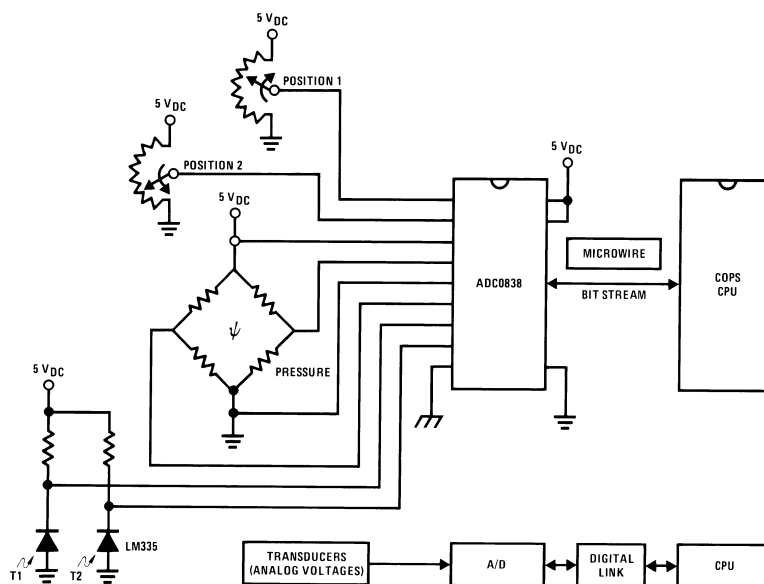 5 VDC
POSITION 1
5 VDC
POSITION 2
5 VDC
5 VDC
MICROWIRE
ADC0838
COPS
CPU
BIT STREAM
ψ
PRESSURE
5 VDC
LM335
T1
T2
TRANSDUCERS
(ANALOG VOLTAGES)
A/D
DIGITAL
LINK
CPU